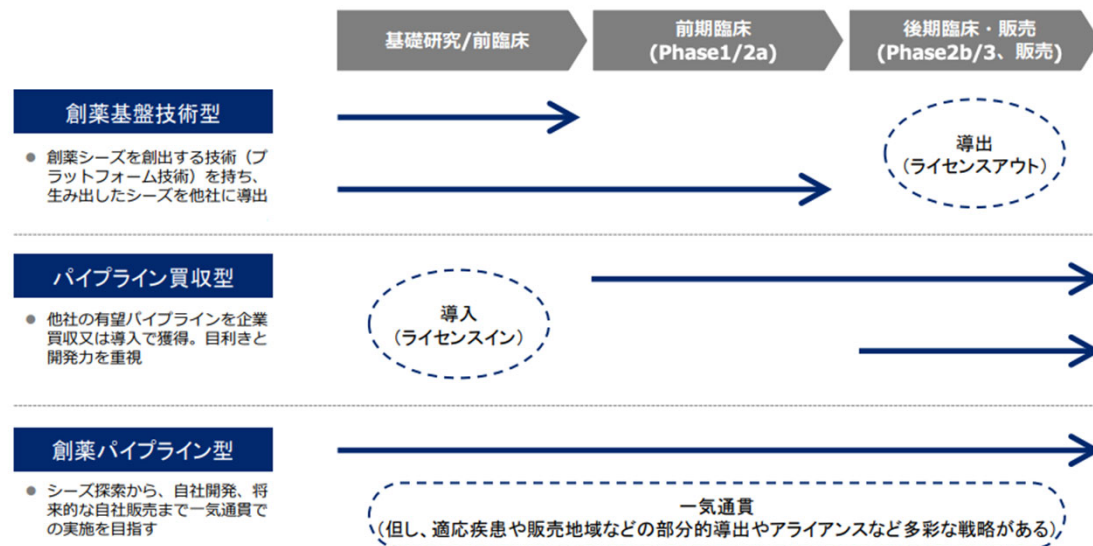 基礎研究/前臨床
前期臨床
(Phase1/2a)
後期臨床・販売
(Phase2b/3、販売)
創薬基盤技術型
● 創薬シーズを創出する技術（プ
ラットフォーム技術）を持ち、
生み出したシーズを他社に導出
導出
（ライセンスアウト）
パイプライン買収型
● 他社の有望パイプラインを企業
買収又は導入で獲得。目利きと
開発力を重視
導入
（ライセンスイン）
創薬パイプライン型
● シーズ探索から、自社開発、将
来的な自社販売まで一気通貫で
の実施を目指す
一気通貫
（但し、適応疾患や販売地域などの部分的導出やアライアンスなど多彩な戦略がある）